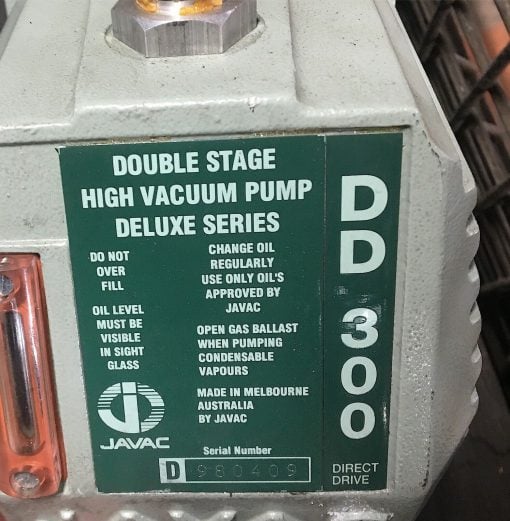 DOUBLE STAGE
HIGH VACUUM PUMP
DELUXE SERIES
DO NOT
OVER
FILL
OIL LEVEL
MUST BE
VISIBLE
IN SIGHT
GLASS
CHANGE OIL
REGULARLY
USE ONLY OIL'S
APPROVED BY
JAVAC
OPEN GAS BALLAST
WHEN PUMPING
CONDENSABLE
VAPOURS
MADE IN MELBOURNE
AUSTRALIA
BY JAVAC
JAVAC
Serial Number
D 980409
DD 300
DIRECT
DRIVE